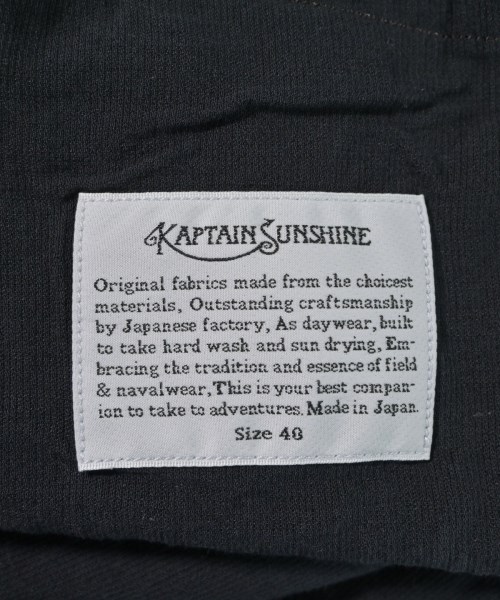 KAPTAIN SUNSHINE
Original fabrics made from the choicest
materials, Outstanding craftsmanship
by Japanese factory, As daywear, built
to take hard wash and sun drying, Em-
bracing the tradition and essence of field
& navalwear, This is your best compan-
ion to take to adventures. Made in Japan.
Size 40